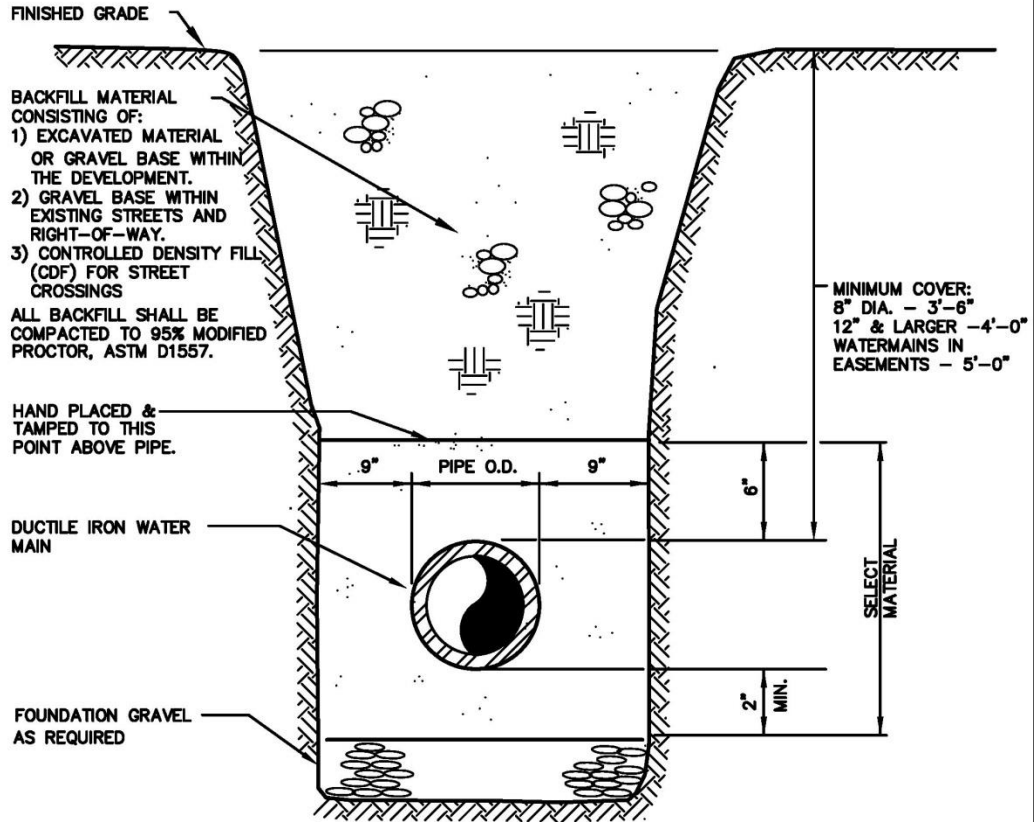 FINISHED GRADE
BACKFILL MATERIAL
CONSISTING OF:
1) EXCAVATED MATERIAL
OR GRAVEL BASE WITHIN
THE DEVELOPMENT.
2) GRAVEL BASE WITHIN
EXISTING STREETS AND
RIGHT-OF-WAY.
3) CONTROLLED DENSITY FILL
(CDF) FOR STREET
CROSSINGS
ALL BACKFILL SHALL BE
COMPACTED TO 95% MODIFIED
PROCTOR, ASTM D1557.
MINIMUM COVER:
8" DIA. - 3'-6"
12" & LARGER -4'-0"
WATERMAINS IN
EASEMENTS - 5'-0"
HAND PLACED &
TAMPED TO THIS
POINT ABOVE PIPE.
9"
PIPE O.D.
9"
6"
DUCTILE IRON WATER
MAIN
SELECT
MATERIAL
2"
MIN.
FOUNDATION GRAVEL
AS REQUIRED